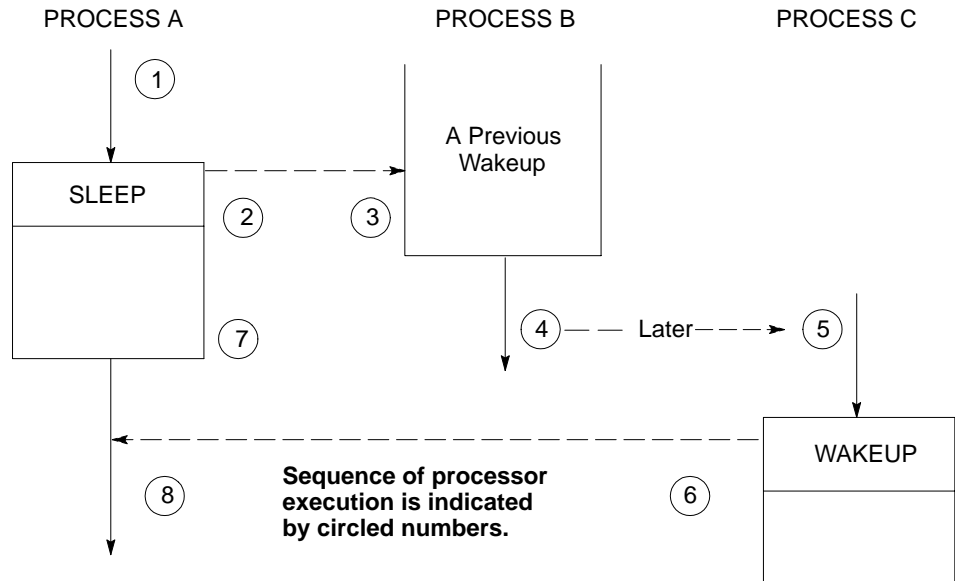 PROCESS A
PROCESS B
PROCESS C
1
A Previous
Wakeup
SLEEP
2
3
7
4
Later
5
WAKEUP
8
Sequence of processor
execution is indicated
by circled numbers.
6